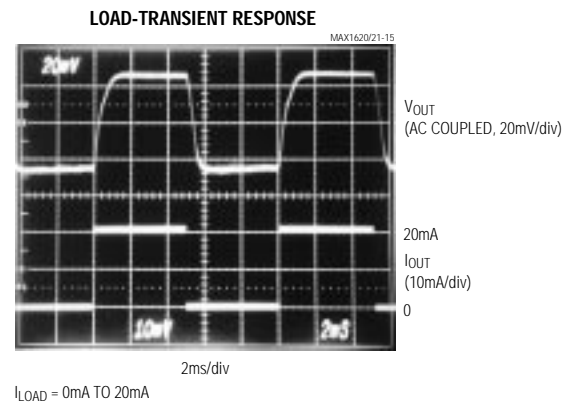 LOAD-TRANSIENT RESPONSE
MAX1620/21-15
20mV
VOUT
(AC COUPLED, 20mV/div)
20mA
IOUT
(10mA/div)
0
10mV
2mS
2ms/div
ILOAD = 0mA TO 20mA